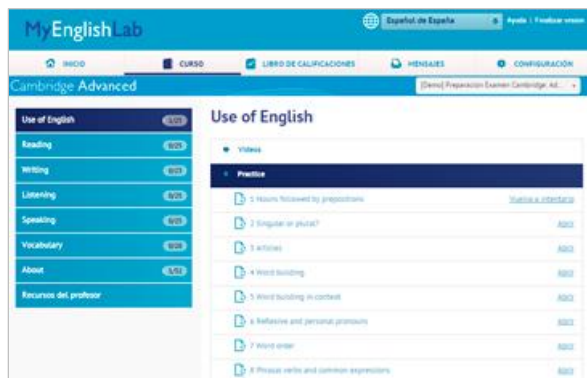 MyEnglishLab
Español de España
Ayuda | Finalizar sesión
INICIO
CURSO
LIBRO DE CALIFICACIONES
MENSAJES
CONFIGURACIÓN
Cambridge Advanced
[Demo] Preparación Examen Cambridge, Ad...
Use of English
Reading
Writing
Listening
Speaking
Vocabulary
About
Recursos del profesor
Use of English
Videos
Practice
1 Nouns followed by prepositions
Vuelva a intentarlo
2 Singular or plural?
Abrir
3 Articles
Abrir
4 Word building
Abrir
5 Word building in context
Abrir
6 Reflexive and personal pronouns
Abrir
7 Word order
Abrir
8 Phrasal verbs and common expressions
Abrir